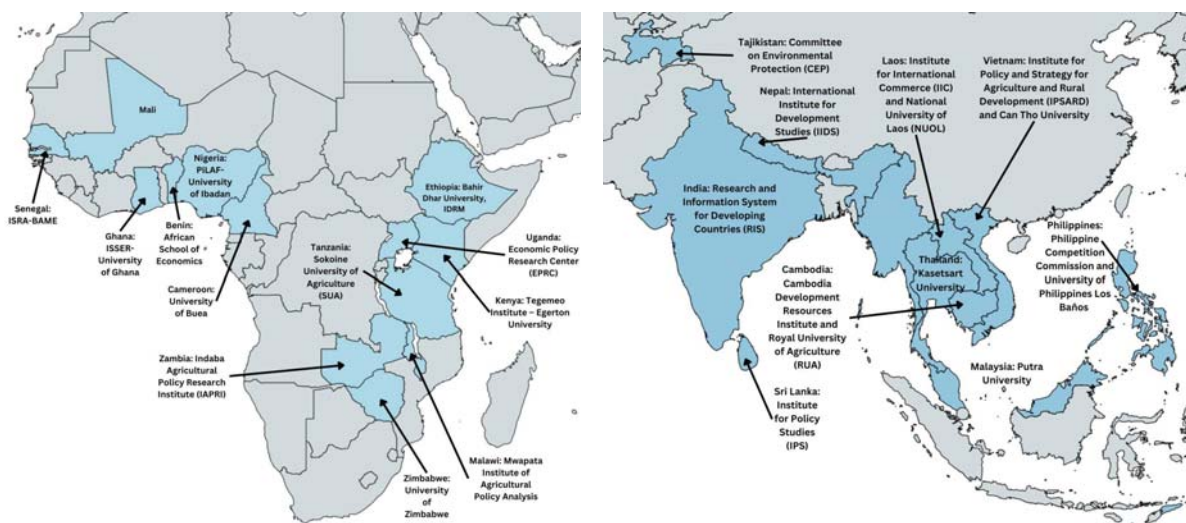 Mali
Nigeria:
PiLAF-
University
of Ibadan
Ethiopia: Bahir
Dhar University,
IDRM
Senegal:
ISRA-BAME
Ghana:
ISSER-
University
of Ghana
Benin:
African
School of
Economics
Cameroon:
University
of Buea
Tanzania:
Sokoine
University of
Agriculture
(SUA)
Uganda:
Economic Policy
Research Center
(EPRC)
Kenya: Tegemeo
Institute – Egerton
University
Zambia: Indaba
Agricultural
Policy Research
Institute (IAPRI)
Zimbabwe:
University
of
Zimbabwe
Malawi: Mwapata
Institute of
Agricultural
Policy Analysis
Tajikistan: Committee
on Environmental
Protection (CEP)
Nepal: International
Institute for
Development
Studies (IIDS)
Laos: Institute
for International
Commerce (IIC)
and National
University of
Laos (NUOL)
Vietnam: Institute for
Policy and Strategy for
Agriculture and Rural
Development (IPSARD)
and Can Tho University
India: Research and
Information System
for Developing
Countries (RIS)
Thailand:
Kasetsart
University
Philippines:
Philippine
Competition
Commission and
University of
Philippines Los
Baños
Cambodia:
Cambodia
Development
Resources
Institute and
Royal University
of Agriculture
(RUA)
Malaysia: Putra
University
Sri Lanka:
Institute
for Policy
Studies
(IPS)